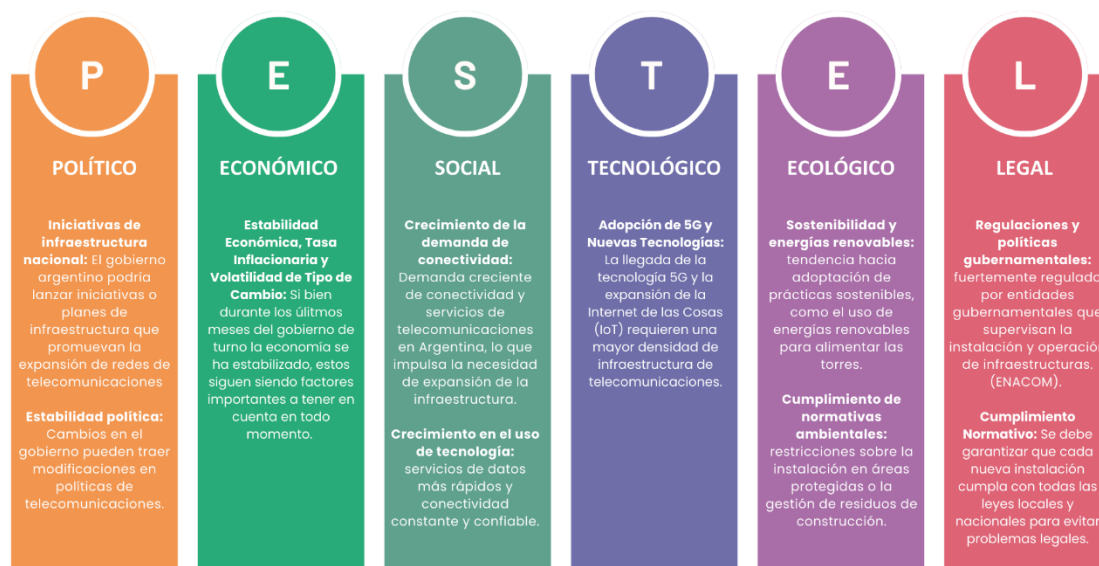 P
POLÍTICO
Iniciativas de
infraestructura
nacional: El gobierno
argentino podría
lanzar iniciativas o
planes de
infraestructura que
promuevan la
expansión de redes de
telecomunicaciones
Estabilidad política:
Cambios en el
gobierno pueden traer
modificaciones en
políticas de
telecomunicaciones.
E
ECONÓMICO
Estabilidad
Económica, Tasa
Inflacionaria y
Volatilidad de Tipo de
Cambio: Si bien
durante los úlitmos
meses del gobierno de
turno la economía se
ha estabilizado, estos
siguen siendo factores
importantes a tener en
cuenta en todo
momento.
S
SOCIAL
Crecimiento de la
demanda de
conectividad:
Demanda creciente
de conectividad y
servicios de
telecomunicaciones
en Argentina, lo que
impulsa la necesidad
de expansión de la
infraestructura.
Crecimiento en el uso
de tecnología:
servicios de datos
más rápidos y
conectividad
constante y confiable.
T
TECNOLÓGICO
Adopción de 5G y
Nuevas Tecnologías:
La llegada de la
tecnología 5G y la
expansión de la
Internet de las Cosas
(IoT) requieren una
mayor densidad de
infraestructura de
telecomunicaciones.
E
ECOLÓGICO
Sostenibilidad y
energías renovables:
tendencia hacia
adopción de
prácticas sostenibles,
como el uso de
energías renovables
para alimentar las
torres.
Cumplimiento de
normativas
ambientales:
restricciones sobre la
instalación en áreas
protegidas o la
gestión de residuos de
construcción.
L
LEGAL
Regulaciones y
políticas
gubernamentales:
fuertemente regulado
por entidades
gubernamentales que
supervisan la
instalación y operación
de infraestructuras.
(ENACOM).
Cumplimiento
Normativo: Se debe
garantizar que cada
nueva instalación
cumpla con todas las
leyes locales y
nacionales para evitar
problemas legales.